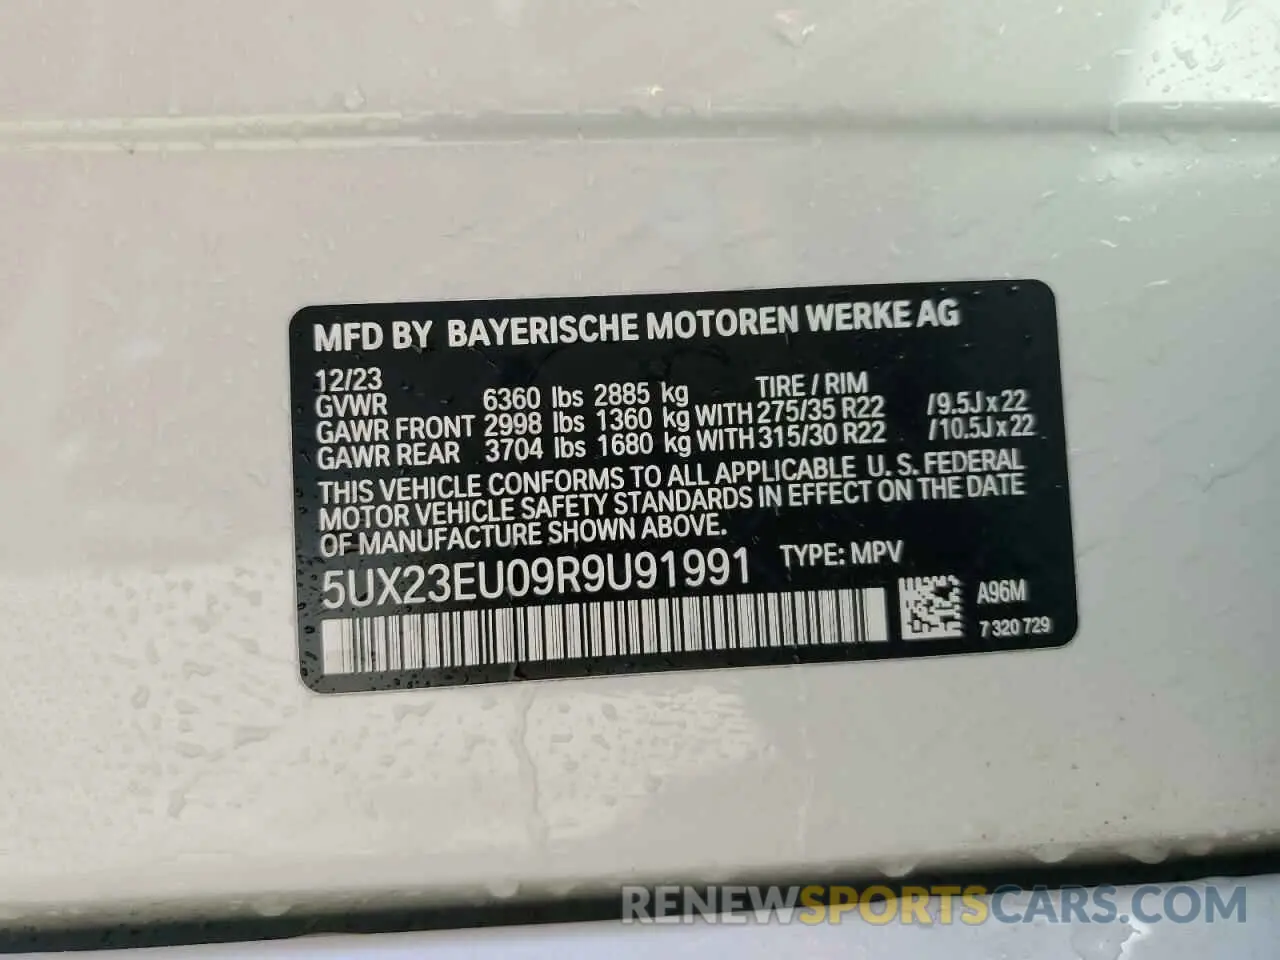 MFD BY BAYERISCHE MOTOREN WERKE AG
12/23
TIRE / RIM
GVWR 6360 lbs 2885 kg
GAWR FRONT 2998 lbs 1360 kg WITH 275/35 R22 /9.5J x 22
GAWR REAR 3704 lbs 1680 kg WITH 315/30 R22 /10.5J x 22
THIS VEHICLE CONFORMS TO ALL APPLICABLE U. S. FEDERAL
MOTOR VEHICLE SAFETY STANDARDS IN EFFECT ON THE DATE
OF MANUFACTURE SHOWN ABOVE.
5UX23EU09R9U91991 TYPE: MPV
A96M
7 320 729
RENEWSPORTSCARS.COM